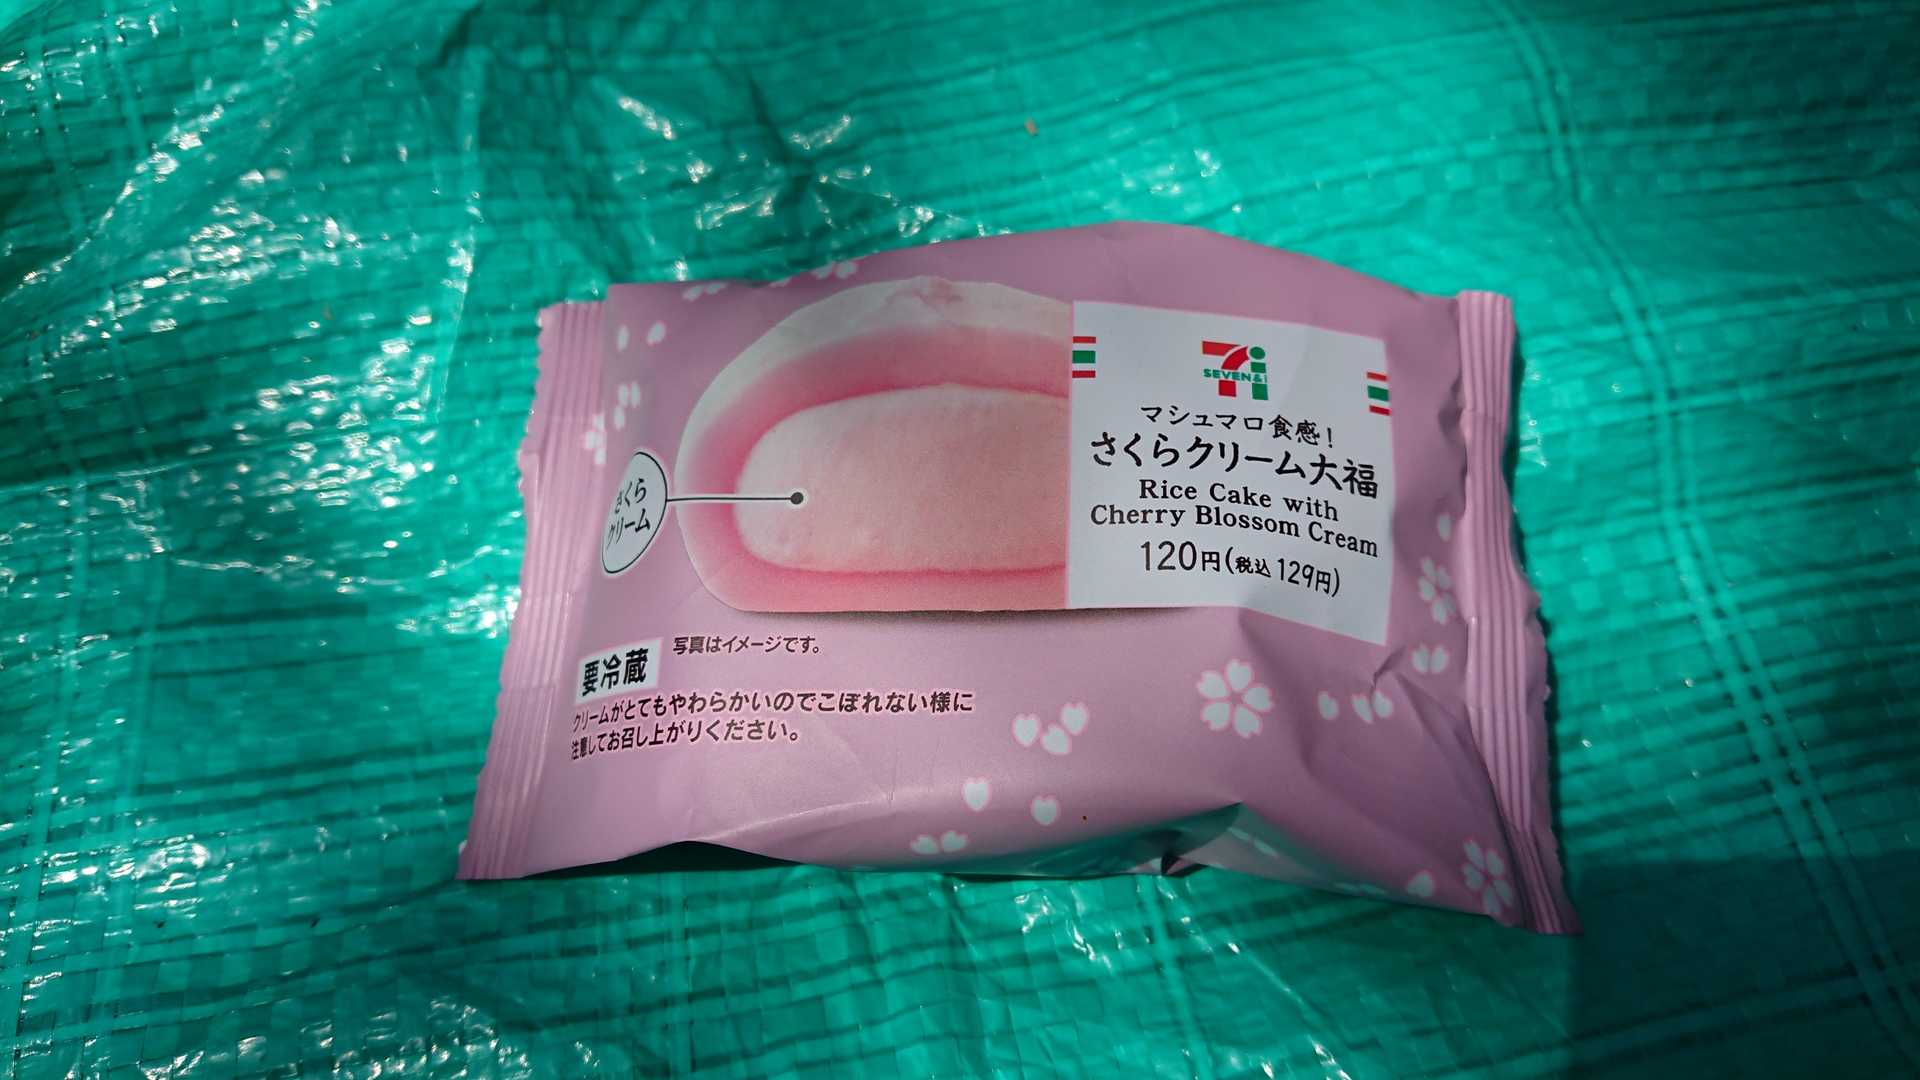 SEVEN&i
マシュマロ食感！
さくらクリーム大福
Rice Cake with
Cherry Blossom Cream
120円(税込129円)
さくら
クリーム
写真はイメージです。
要冷蔵
クリームがとてもやわらかいのでこぼれない様に
注意してお召し上がりください。